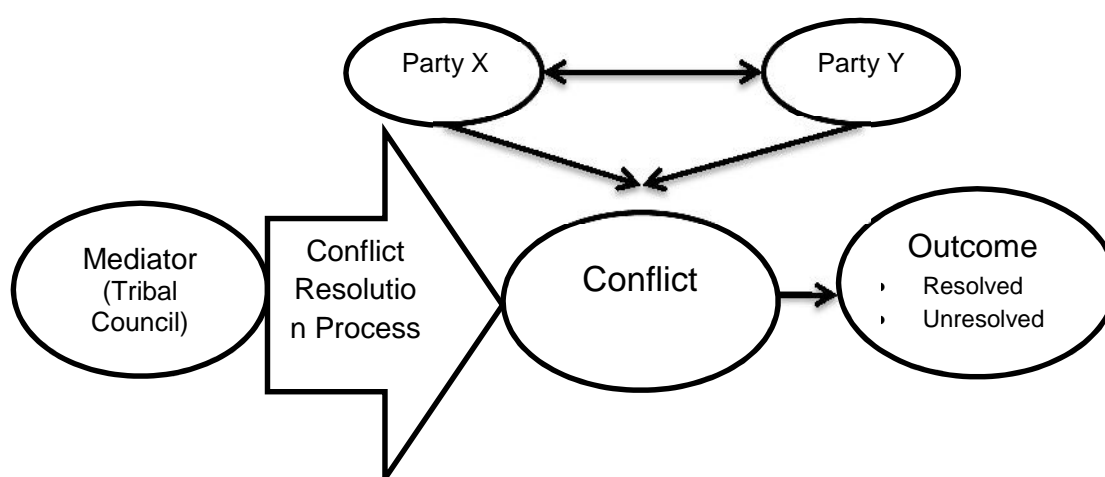 Party X
Party Y
Mediator
(Tribal
Council)
Conflict
Resolutio
n Process
Conflict
Outcome
• Resolved
• Unresolved